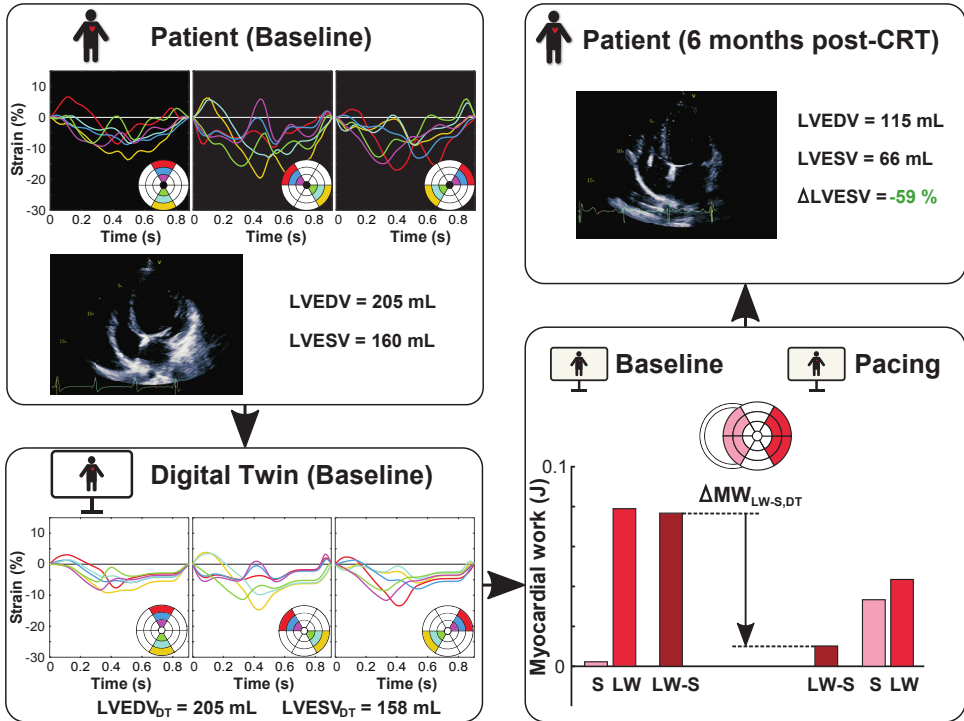 Patient (Baseline)
Strain (%)
10
0
-10
-20
-30
0 0.2 0.4 0.6 0.8
0 0.2 0.4 0.6 0.8
0 0.2 0.4 0.6 0.8
Time (s)
Time (s)
Time (s)
LVEDV = 205 mL
LVESV = 160 mL
Digital Twin (Baseline)
Strain (%)
10
0
-10
-20
-30
0 0.2 0.4 0.6 0.8
0 0.2 0.4 0.6 0.8
0 0.2 0.4 0.6 0.8
Time (s)
Time (s)
Time (s)
LVEDVDT = 205 mL
LVESVDT = 158 mL
Patient (6 months post-CRT)
LVEDV = 115 mL
LVESV = 66 mL
ΔLVESV = -59 %
Baseline
Pacing
Myocardial work (J)
0.1
0
ΔMWLW-S,DT
S LW LW-S
LW-S S LW